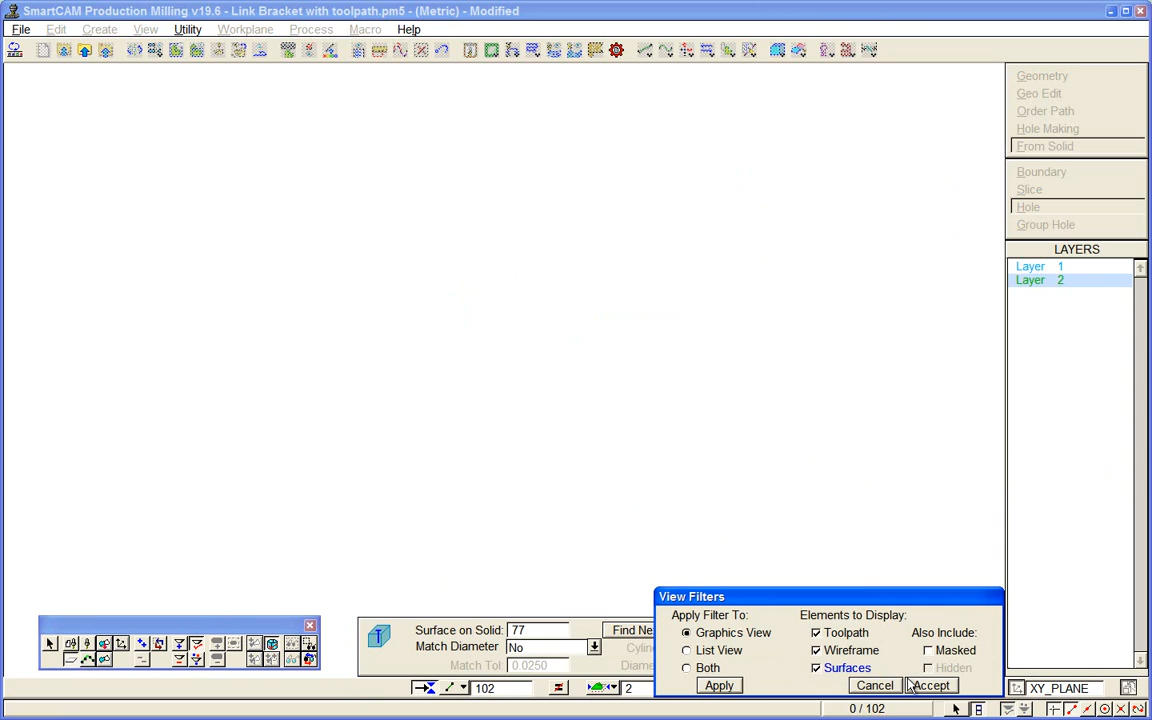 SmartCAM Production Milling v19.6 - Link Bracket with toolpath.pm5 - (Metric) - Modified
File Edit Create View Utility Workplane Process Macro Help
Geometry
Geo Edit
Order Path
Hole Making
From Solid
Boundary
Slice
Hole
Group Hole
LAYERS
Layer 1
Layer 2
View Filters
Apply Filter To: Elements to Display:
Graphics View Toolpath Also Include:
List View Wireframe Masked
Both Surfaces Hidden
Apply Cancel Accept
Surface on Solid: 77 Find Ne
Match Diameter No Cylin
Match Tol: 0.0250 Diame
102 2 XY_PLANE
0 / 102